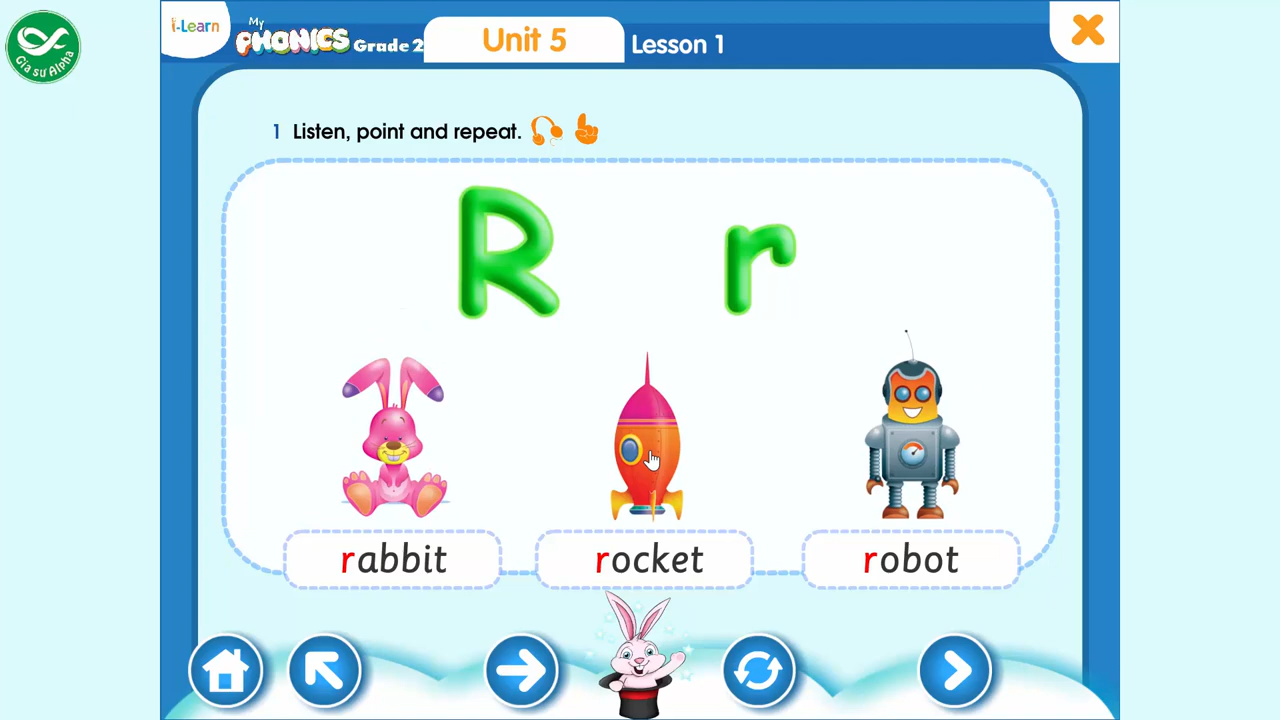 Gia sư Alpha
i-Learn
My
PHONICS Grade 2
Unit 5
Lesson 1
1 Listen, point and repeat.
R r
rabbit
rocket
robot